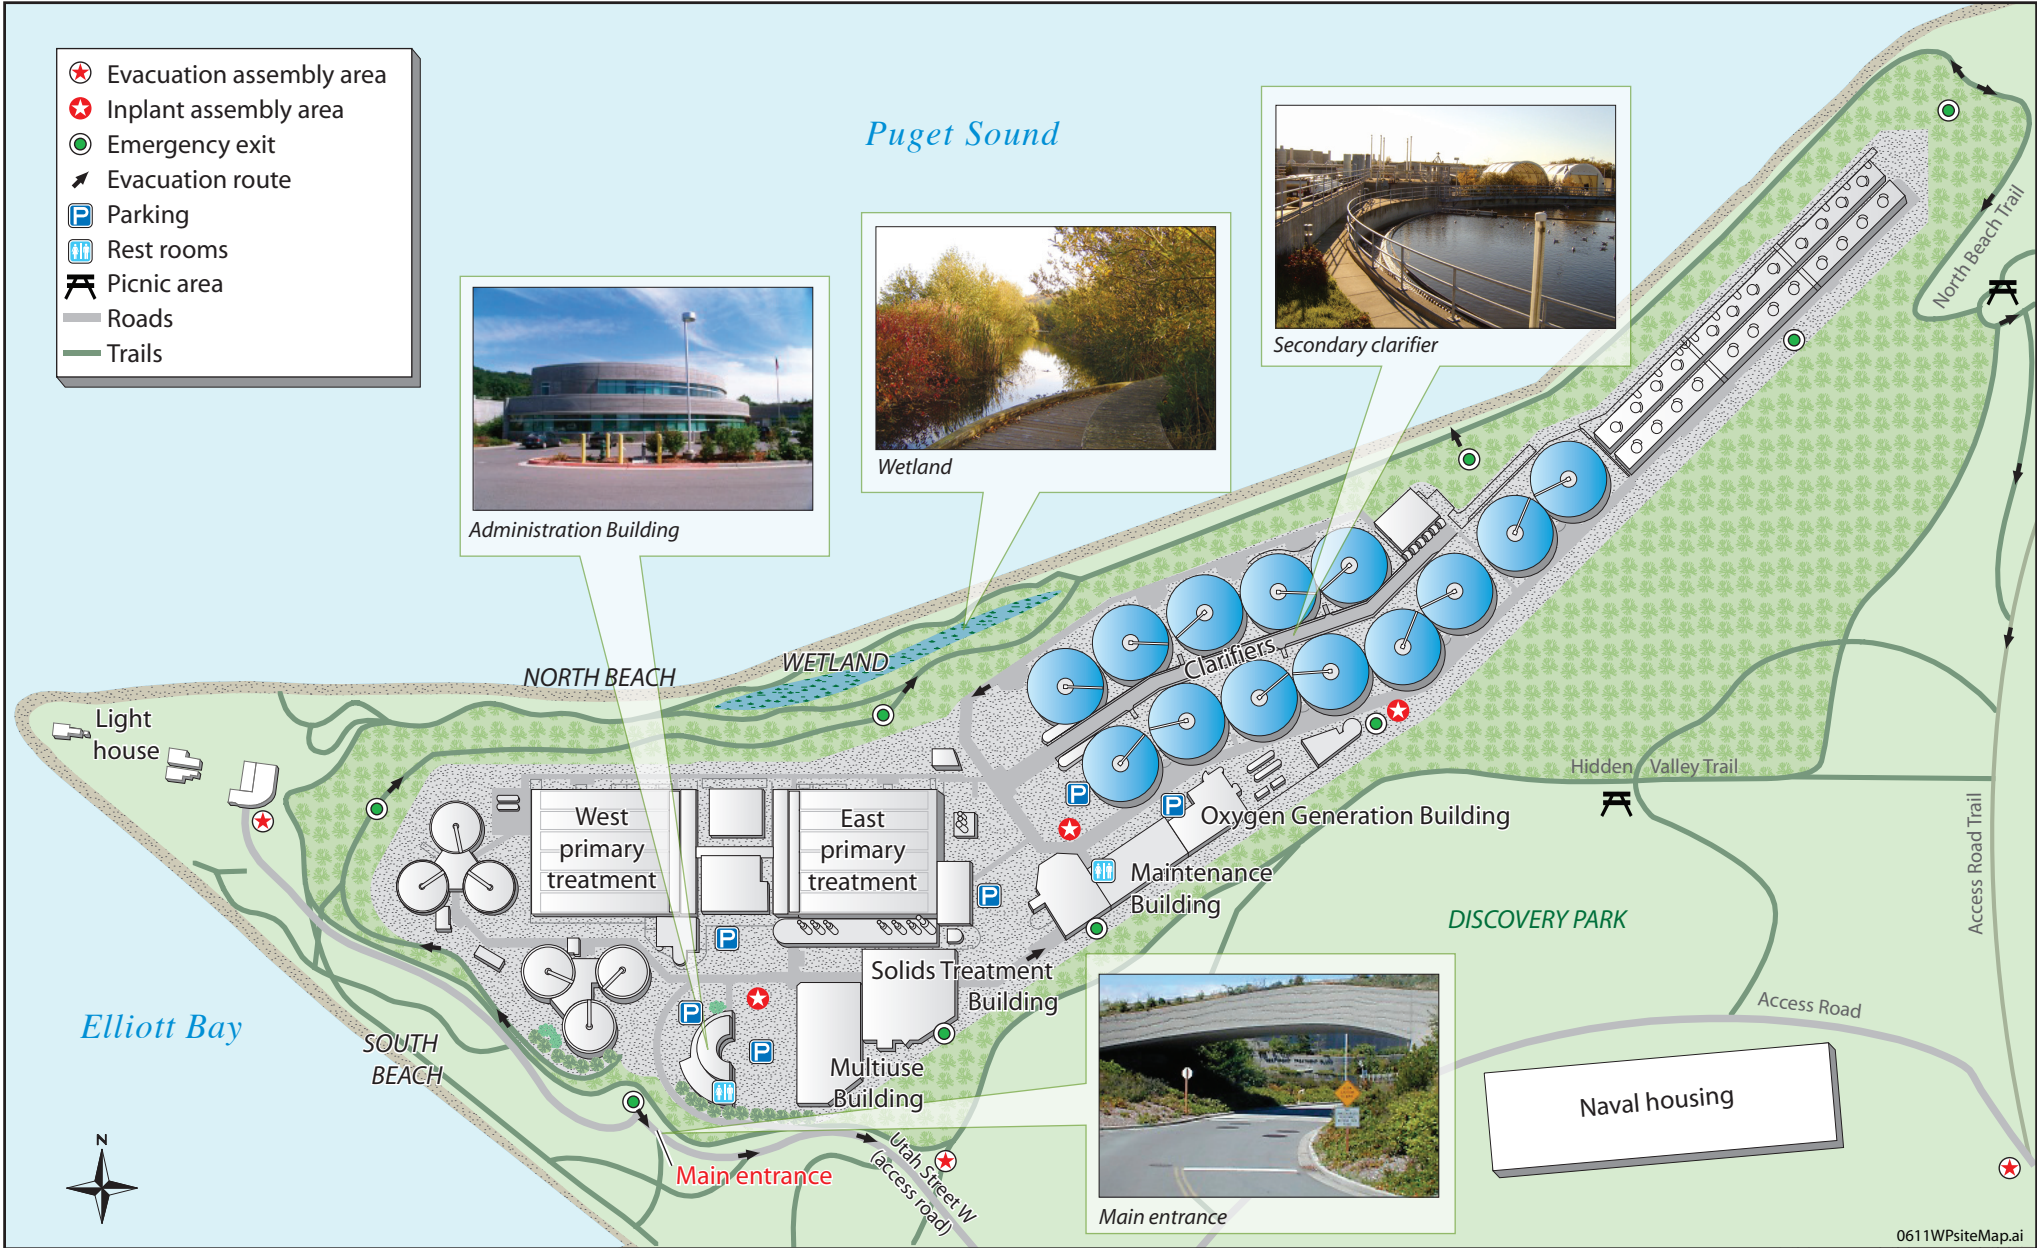 Evacuation assembly area
Inplant assembly area
Emergency exit
Evacuation route
P Parking
Rest rooms
Picnic area
Roads
Trails
Puget Sound
Secondary clarifier
Wetland
Administration Building
North Beach Trail
NORTH BEACH
WETLAND
Clarifiers
Light
house
Hidden Valley Trail
P
P
Oxygen Generation Building
West
primary
treatment
East
primary
treatment
P
Maintenance
Building
Access Road Trail
DISCOVERY PARK
P
Solids Treatment
Building
P
P
Elliott Bay
SOUTH
BEACH
Multiuse
Building
Access Road
Naval housing
N
Main entrance
Utah Street W
(access road)
Main entrance
0611WPsiteMap.ai